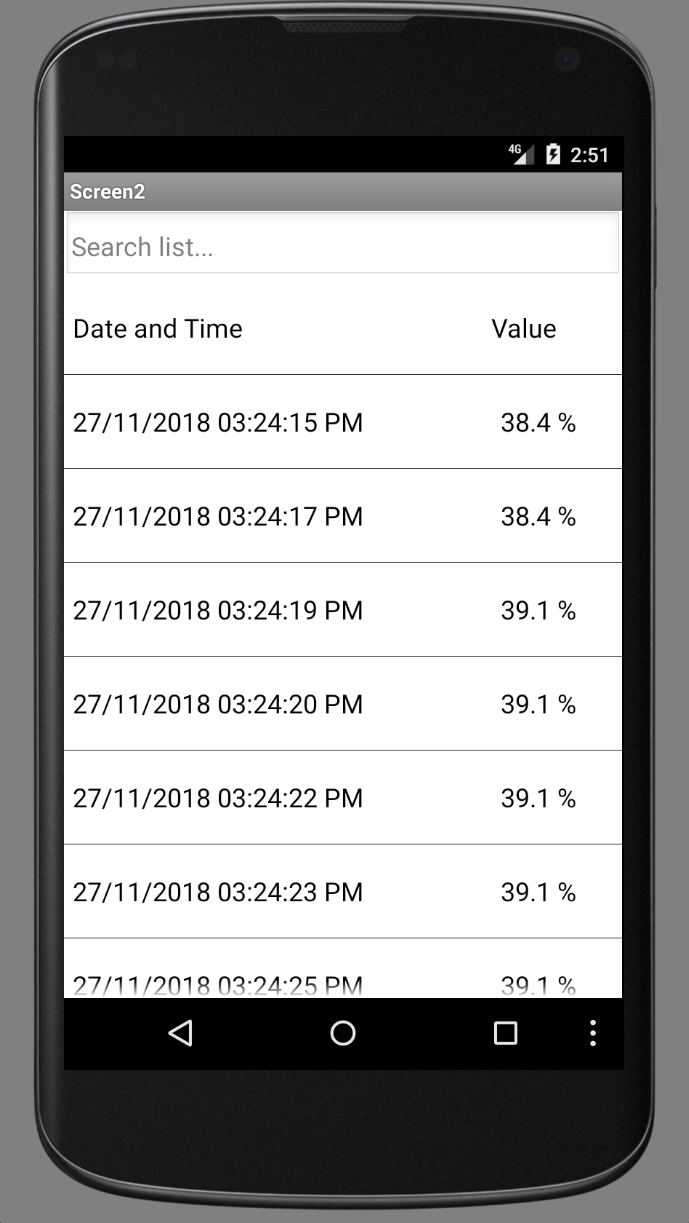 4G 2:51
Screen2
Search list...
Date and Time Value
27/11/2018 03:24:15 PM 38.4 %
27/11/2018 03:24:17 PM 38.4 %
27/11/2018 03:24:19 PM 39.1 %
27/11/2018 03:24:20 PM 39.1 %
27/11/2018 03:24:22 PM 39.1 %
27/11/2018 03:24:23 PM 39.1 %
27/11/2018 03:24:25 PM 39.1 %